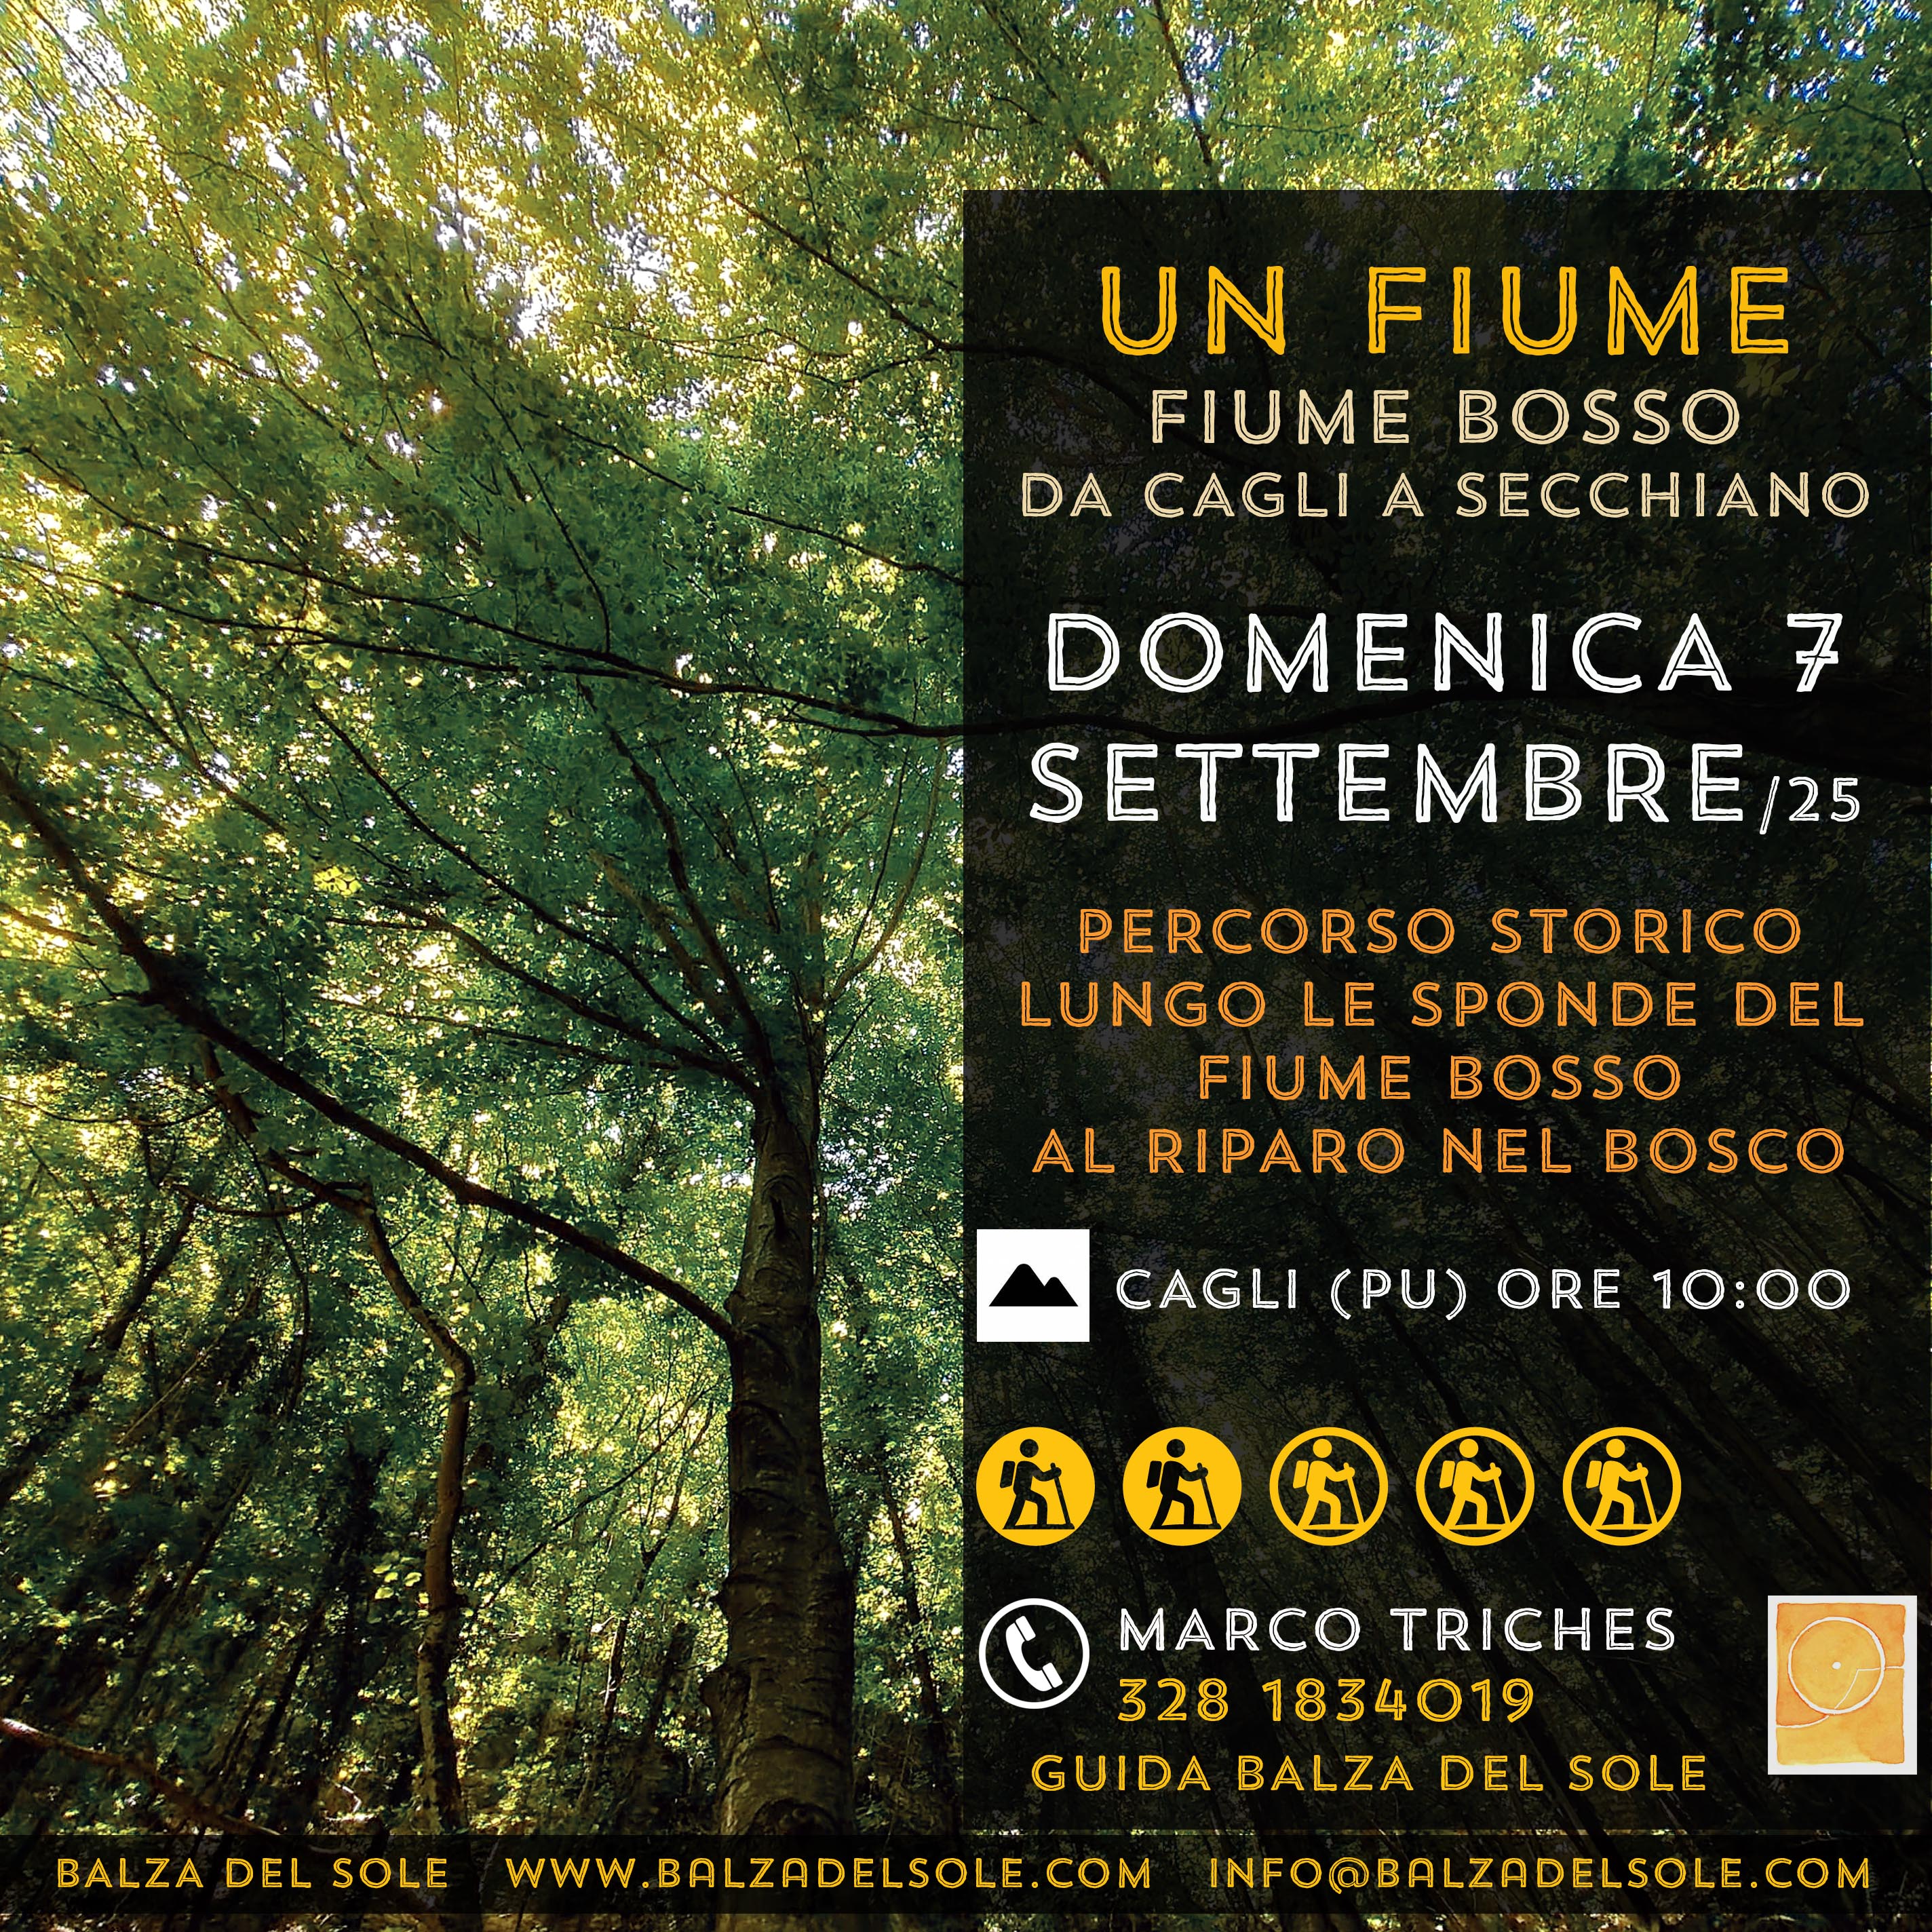 UN FIUME
FIUME BOSSO
DA CAGLI A SECCHIANO
DOMENICA 7
SETTEMBRE/25
PERCORSO STORICO
LUNGO LE SPONDE DEL
FIUME BOSSO
AL RIPARO NEL BOSCO
CAGLI (PU) ORE 10:00
MARCO TRICHES
328 1834019
GUIDA BALZA DEL SOLE
BALZA DEL SOLE WWW.BALZADELSOLE.COM INFO@BALZADELSOLE.COM